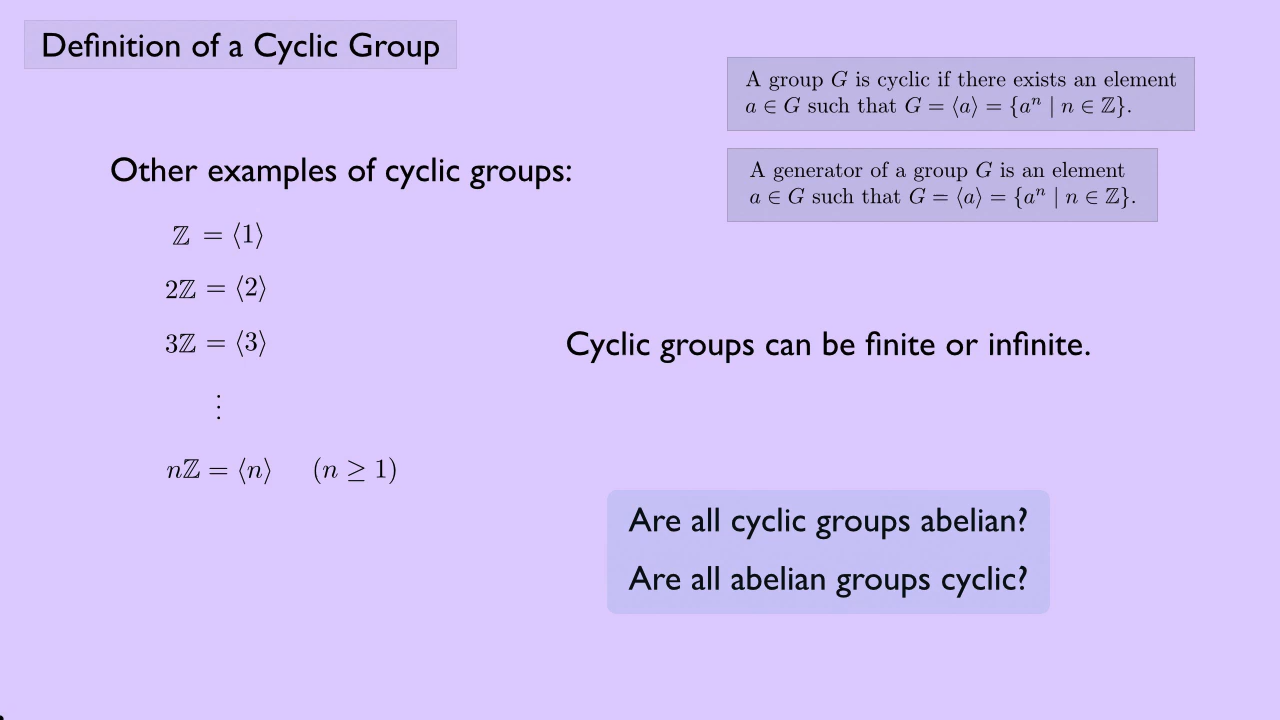 Definition of a Cyclic Group
A group G is cyclic if there exists an element
a ∈ G such that G = ⟨a⟩ = {aⁿ | n ∈ ℤ}.
A generator of a group G is an element
a ∈ G such that G = ⟨a⟩ = {aⁿ | n ∈ ℤ}.
Other examples of cyclic groups:
ℤ = ⟨1⟩
2ℤ = ⟨2⟩
3ℤ = ⟨3⟩
⋮
nℤ = ⟨n⟩ (n ≥ 1)
Cyclic groups can be finite or infinite.
Are all cyclic groups abelian?
Are all abelian groups cyclic?